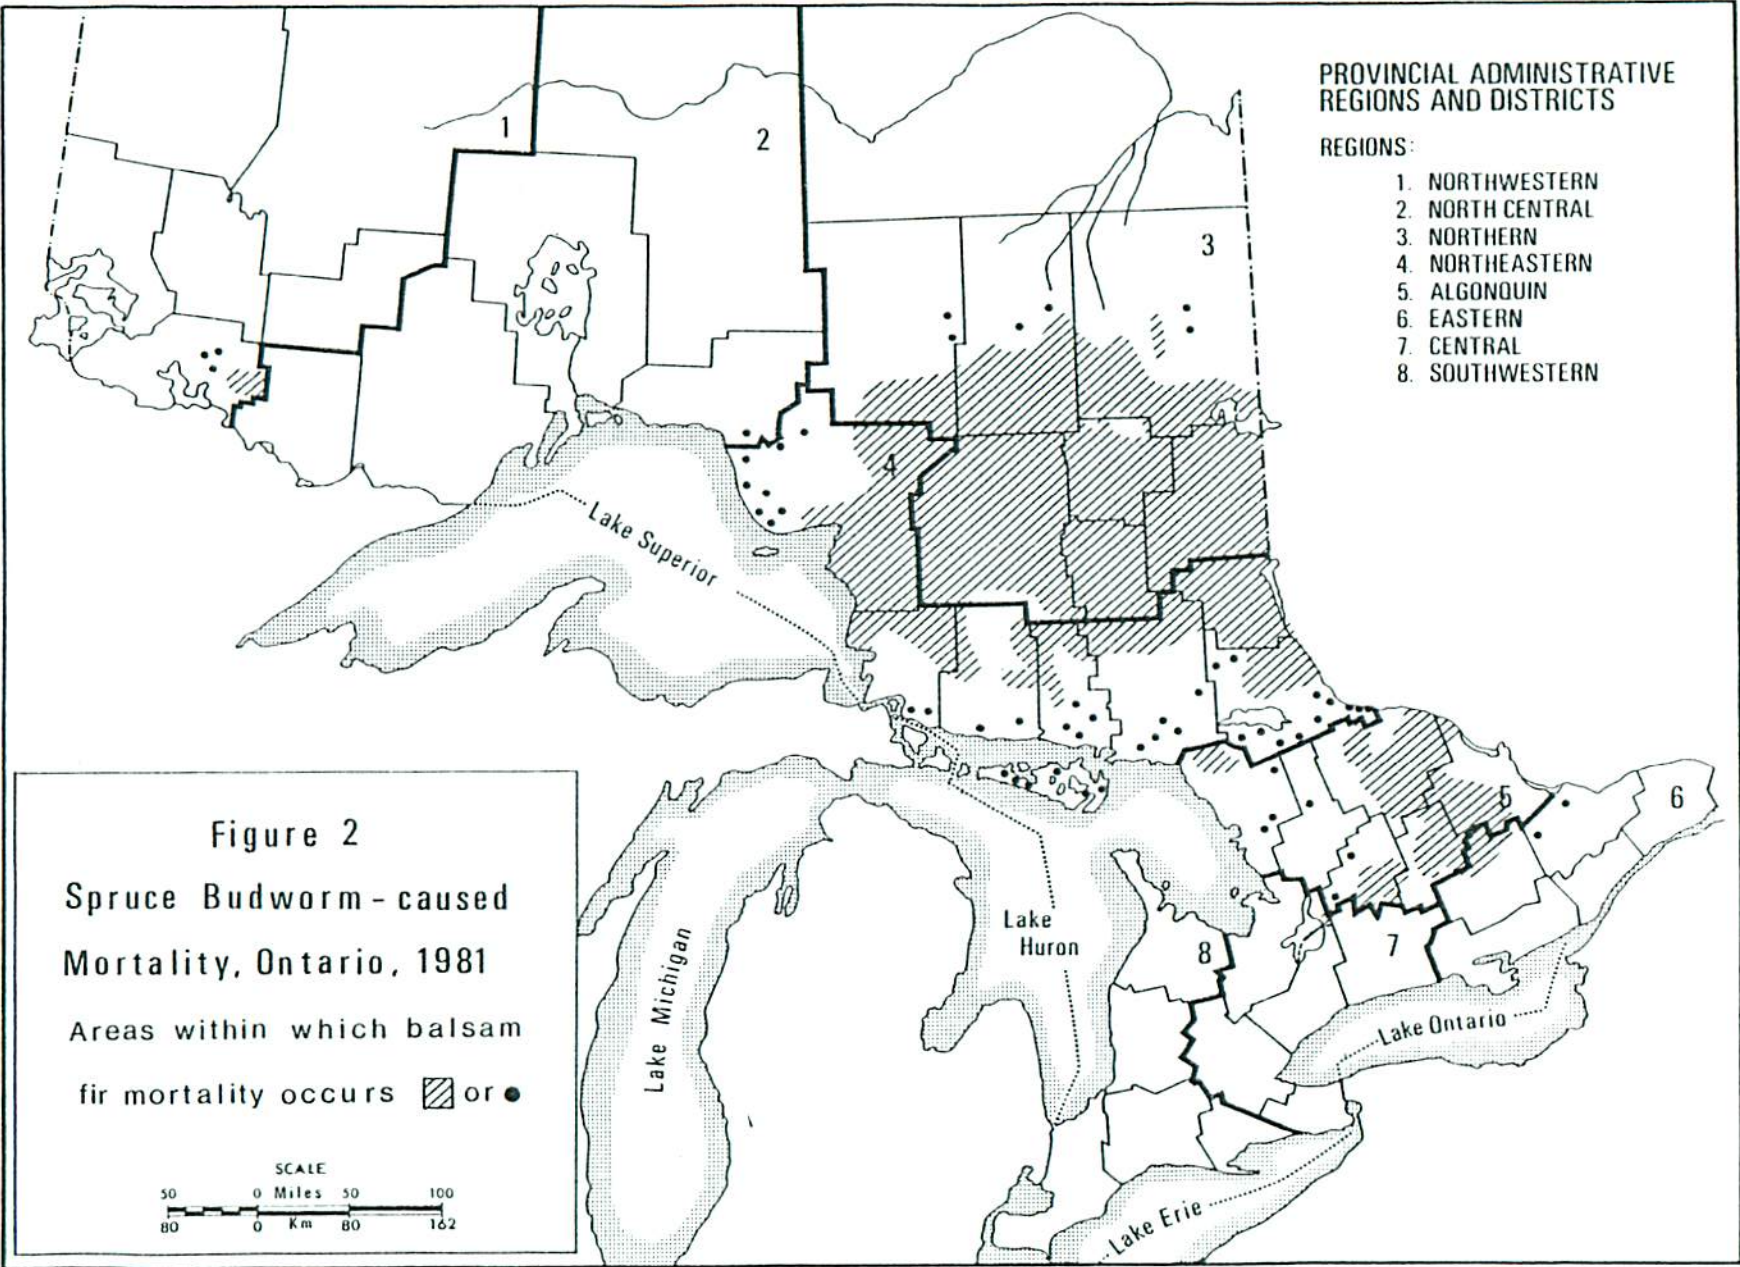 PROVINCIAL ADMINISTRATIVE
REGIONS AND DISTRICTS
REGIONS:
1. NORTHWESTERN
2. NORTH CENTRAL
3. NORTHERN
4. NORTHEASTERN
5. ALGONQUIN
6. EASTERN
7. CENTRAL
8. SOUTHWESTERN
1
2
3
4
5
6
7
8
Lake Superior
Lake Michigan
Lake
Huron
Lake Ontario
Lake Erie
Figure 2
Spruce Budworm - caused
Mortality, Ontario, 1981
Areas within which balsam
fir mortality occurs or
SCALE
50 0 Miles 50 100
80 0 Km 80 162